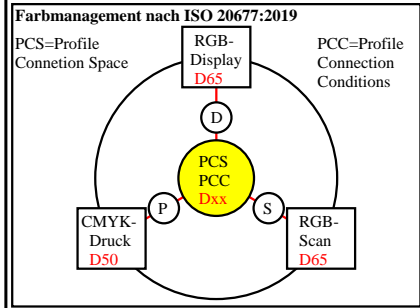 Farbmanagement nach ISO 20677:2019
PCS=Profile
Connetion Space
PCC=Profile
Connection
Conditions
RGB-
Display
D65
D
PCS
PCC
Dxx
P
S
CMYK-
Druck
D50
RGB-
Scan
D65